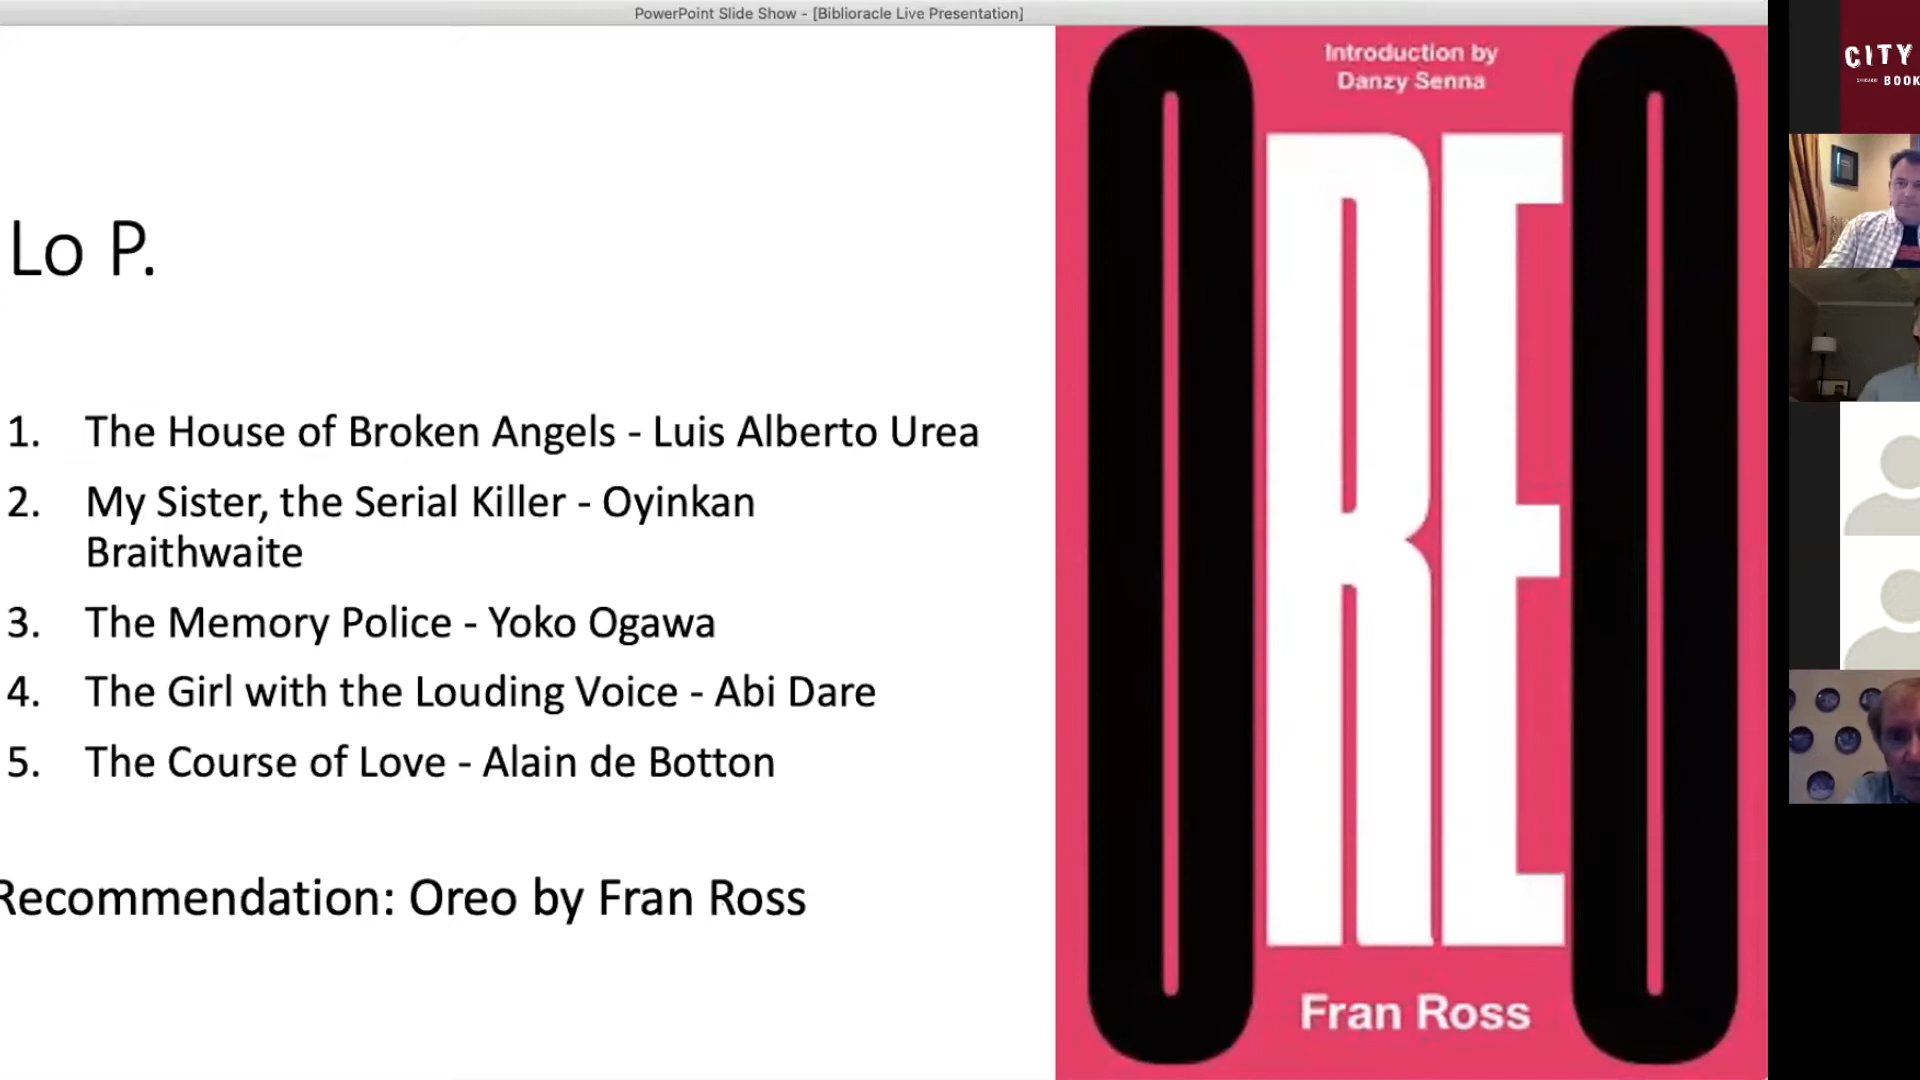 PowerPoint Slide Show - [Biblioracle Live Presentation]
Lo P.
1. The House of Broken Angels - Luis Alberto Urea
2. My Sister, the Serial Killer - Oyinkan
Braithwaite
3. The Memory Police - Yoko Ogawa
4. The Girl with the Louding Voice - Abi Dare
5. The Course of Love - Alain de Botton
Recommendation: Oreo by Fran Ross
Introduction by
Danzy Senna
OREO
Fran Ross
CITY
BOOK